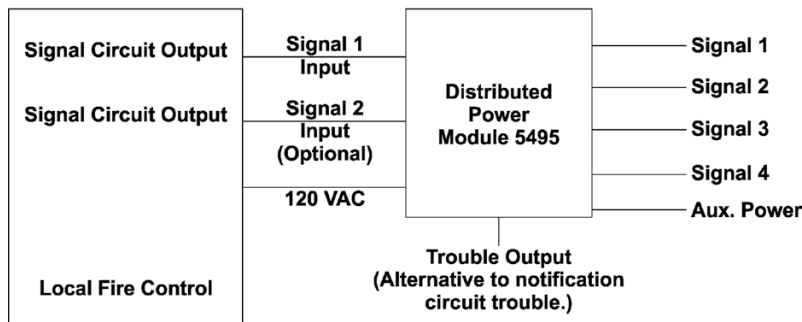 Signal Circuit Output
Signal 1
Input
Signal Circuit Output
Signal 2
Input
(Optional)
120 VAC
Local Fire Control
Distributed
Power
Module 5495
Signal 1
Signal 2
Signal 3
Signal 4
Aux. Power
Trouble Output
(Alternative to notification
circuit trouble.)